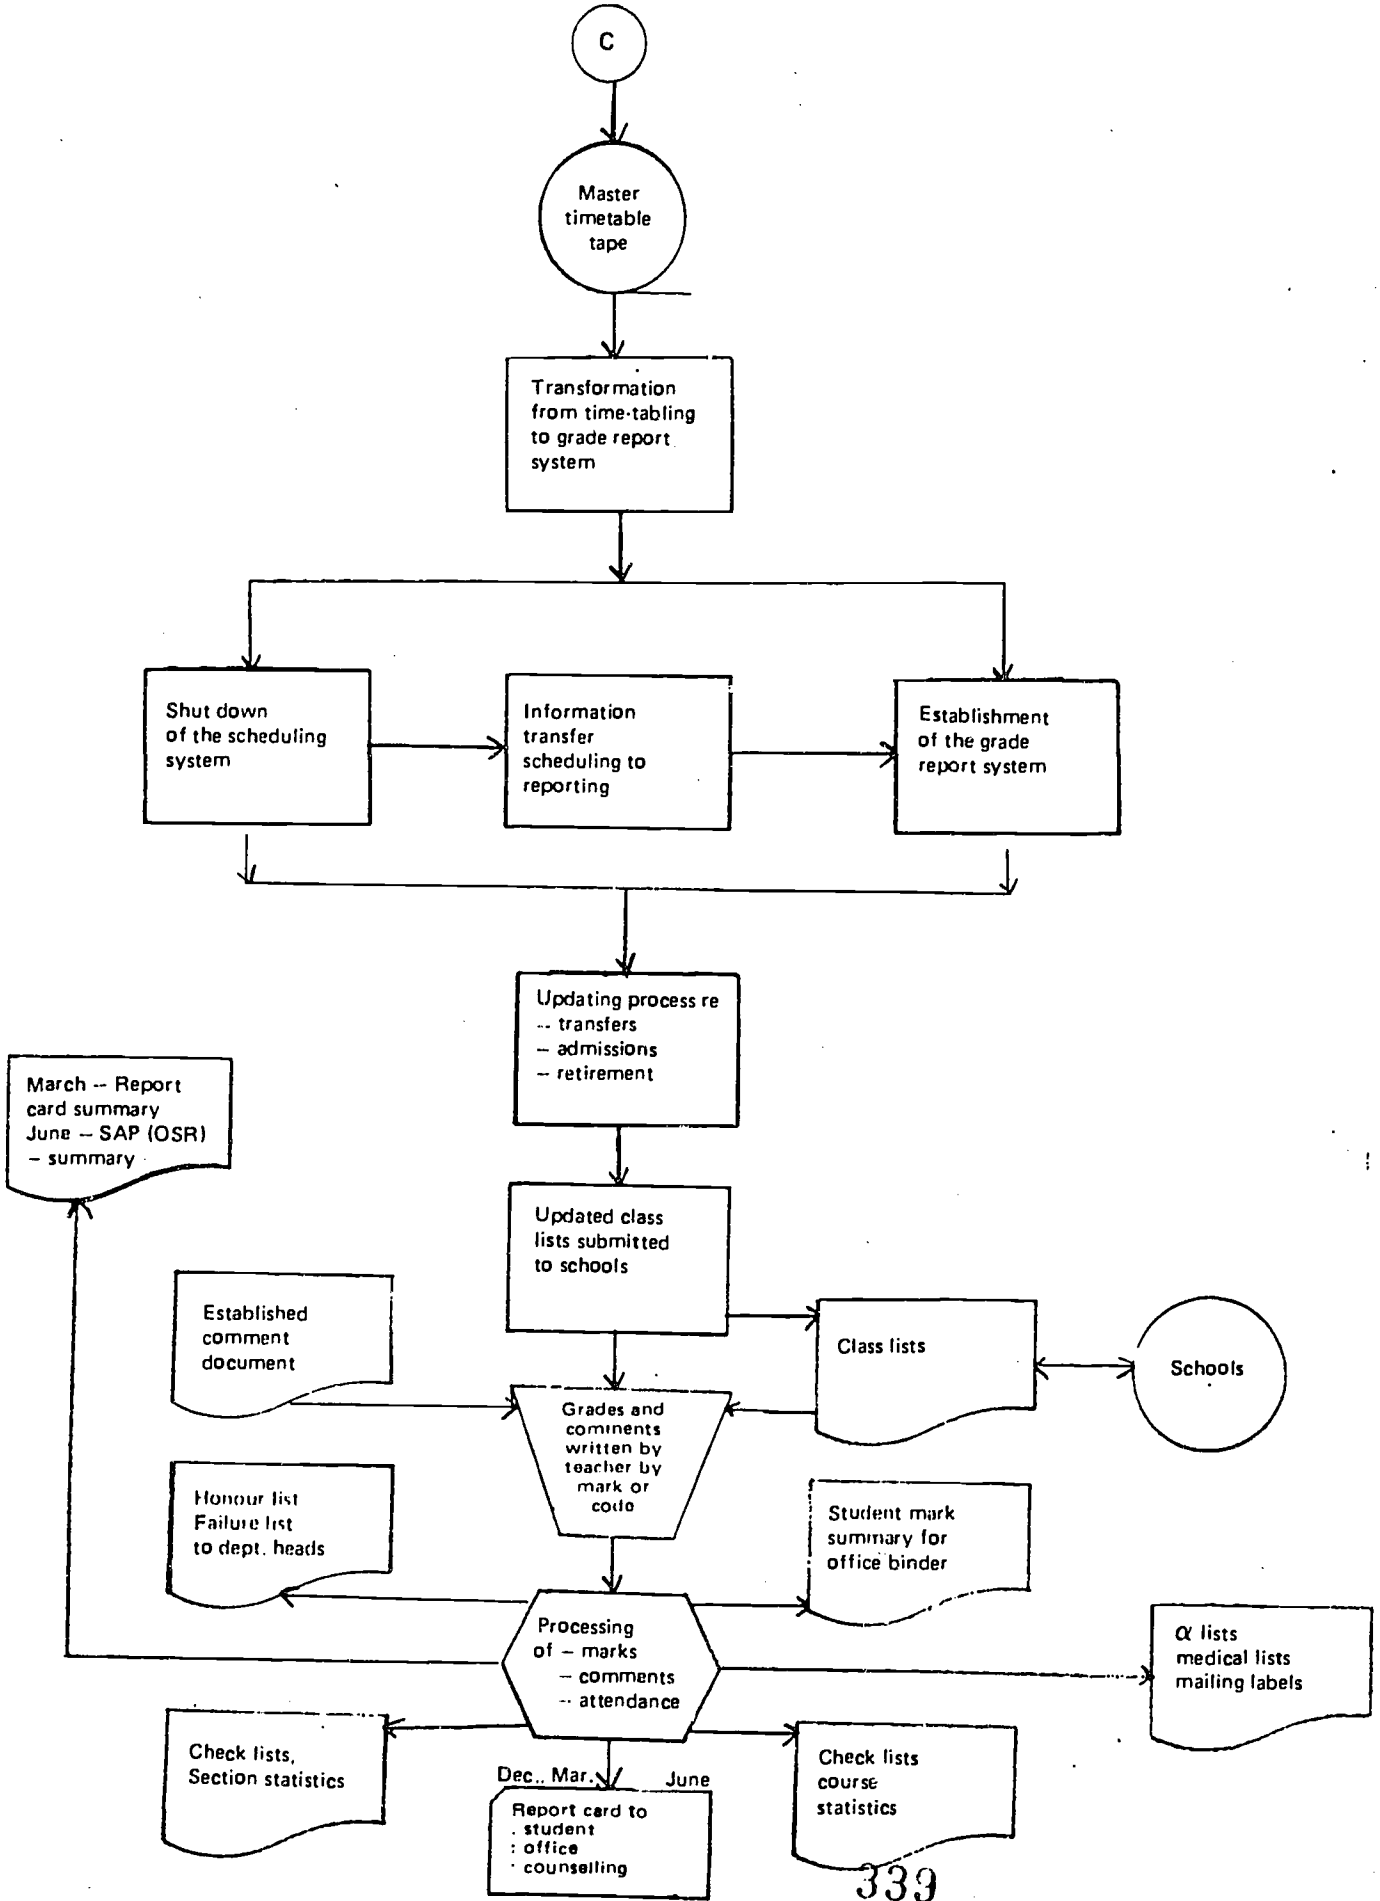 C
Master
timetable
tape
Transformation
from time-tabling
to grade report
system
Shut down
of the scheduling
system
Information
transfer
scheduling to
reporting
Establishment
of the grade
report system
Updating process re
– transfers
– admissions
– retirement
March – Report
card summary
June – SAP (OSR)
– summary
Updated class
lists submitted
to schools
Established
comment
document
Class lists
Schools
Grades and
comments
written by
teacher by
mark or
code
Honour list
Failure list
to dept. heads
Student mark
summary for
office binder
Processing
of – marks
– comments
– attendance
α lists
medical lists
mailing labels
Check lists,
Section statistics
Check lists
course
statistics
Dec., Mar. June
Report card to
. student
: office
· counselling
339